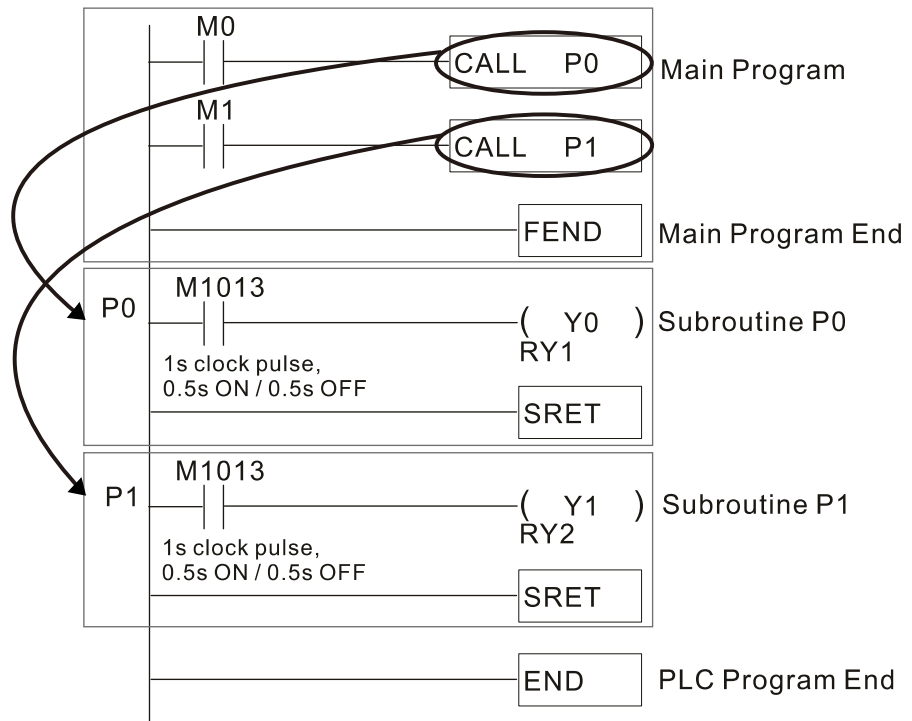 M0
CALL P0 Main Program
M1
CALL P1
FEND Main Program End
M1013
P0 ( Y0 ) Subroutine P0
RY1
1s clock pulse,
0.5s ON / 0.5s OFF
SRET
M1013
P1 ( Y1 ) Subroutine P1
RY2
1s clock pulse,
0.5s ON / 0.5s OFF
SRET
END PLC Program End